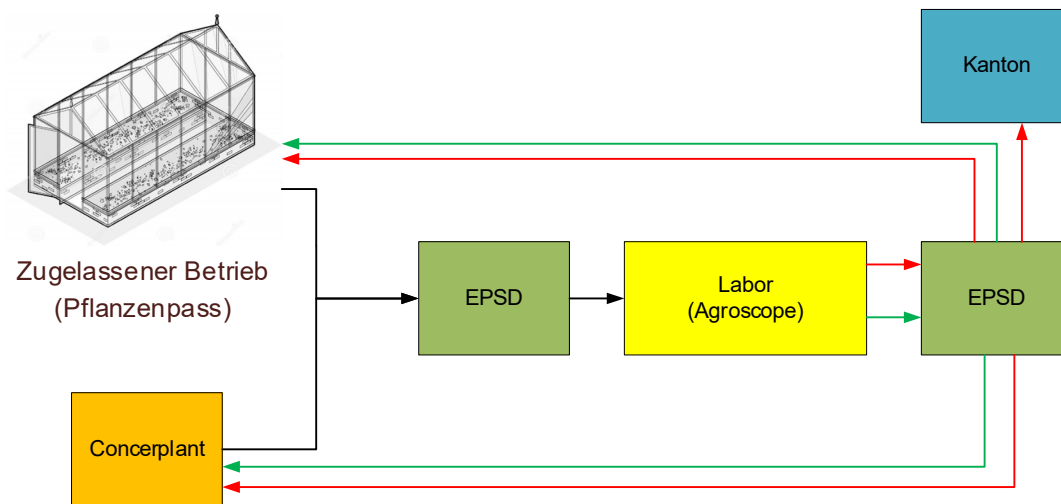 Kanton
Zugelassener Betrieb
(Pflanzenpass)
EPSD
Labor
(Agroscope)
EPSD
Concerplant